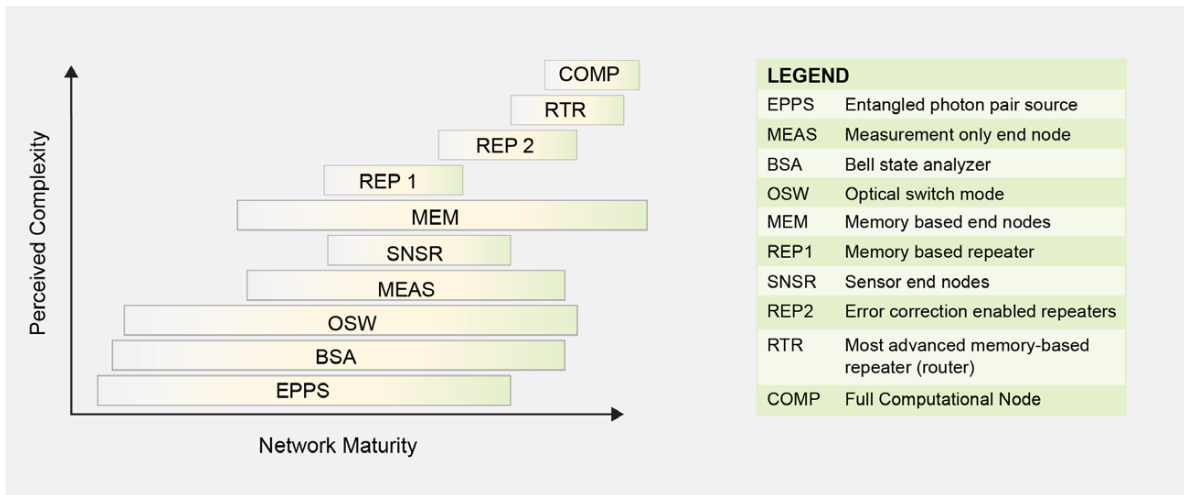 COMP
RTR
REP 2
REP 1
MEM
SNSR
MEAS
OSW
BSA
EPPS
Perceived Complexity
Network Maturity
LEGEND
EPPS Entangled photon pair source
MEAS Measurement only end node
BSA Bell state analyzer
OSW Optical switch mode
MEM Memory based end nodes
REP1 Memory based repeater
SNSR Sensor end nodes
REP2 Error correction enabled repeaters
RTR Most advanced memory-based
repeater (router)
COMP Full Computational Node